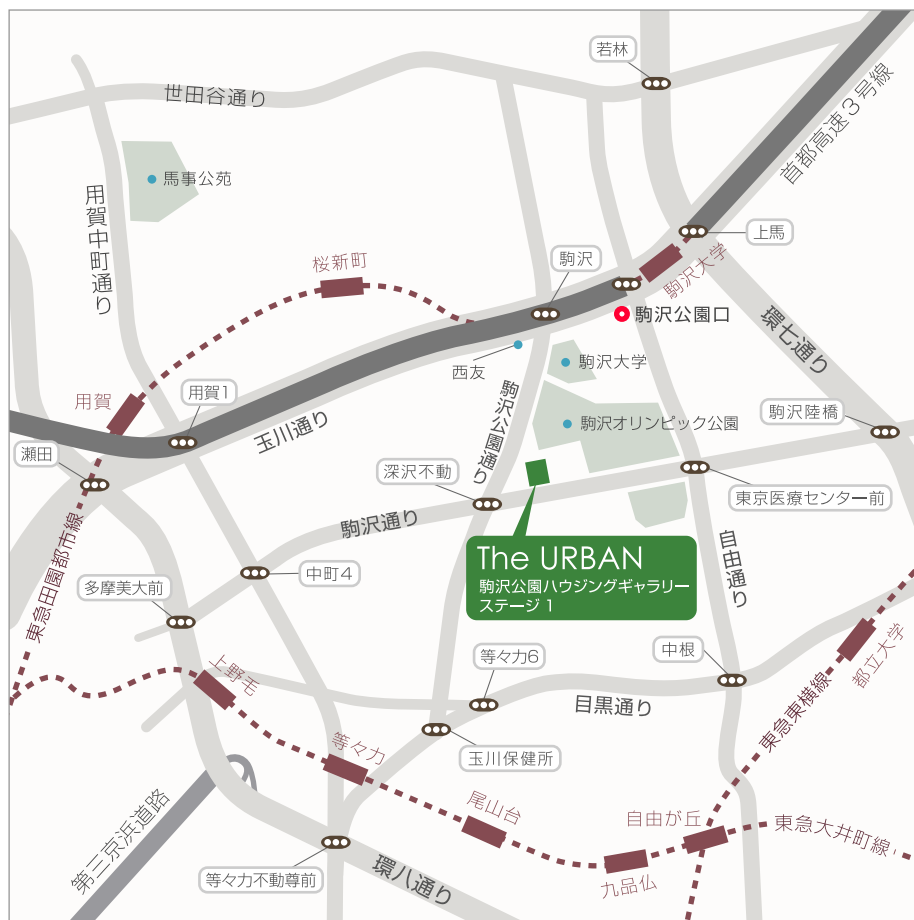 若林
世田谷通り
首都高速3号線
馬事公苑
用賀中町通り
上馬
桜新町
駒沢
駒沢大学
駒沢公園口
環七通り
西友
駒沢大学
用賀
用賀1
駒沢公園通り
玉川通り
駒沢オリンピック公園
駒沢陸橋
瀬田
深沢不動
東京医療センター前
駒沢通り
東急田園都市線
The URBAN
駒沢公園ハウジングギャラリー
ステージ 1
自由通り
多摩美大前
中町4
上野毛
等々力6
中根
都立大学
目黒通り
東急東横線
等々力
玉川保健所
第三京浜道路
尾山台
自由が丘
東急大井町線
等々力不動尊前
環八通り
九品仏